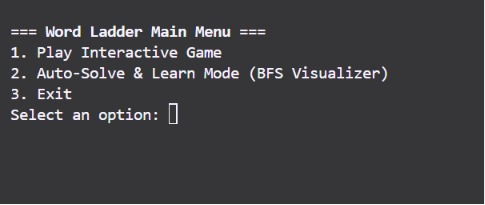 === Word Ladder Main Menu ===
1. Play Interactive Game
2. Auto-Solve & Learn Mode (BFS Visualizer)
3. Exit
Select an option: